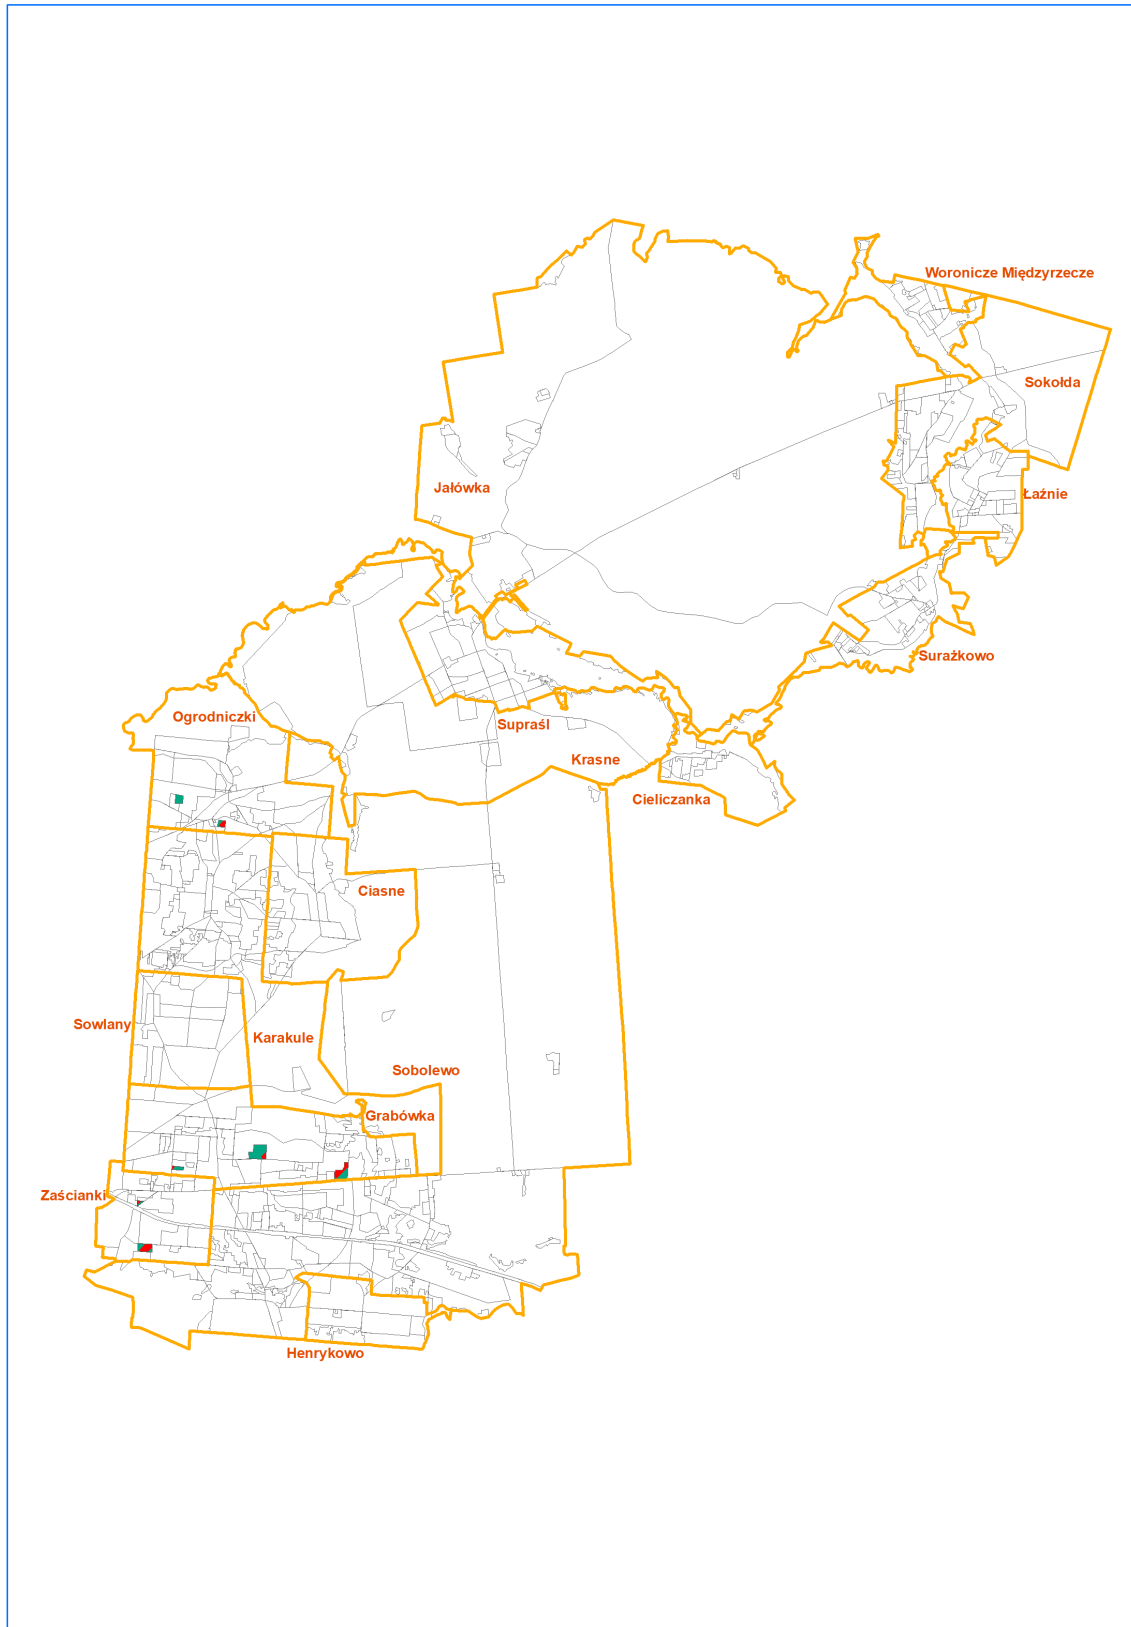 Woronicze Międzyrzecze
Sokołda
Jałówka
Łaźnie
Surażkowo
Ogrodniczki
Supraśl
Krasne
Cieliczanka
Ciasne
Sowlany
Karakule
Sobolewo
Grabówka
Zaścianki
Henrykowo